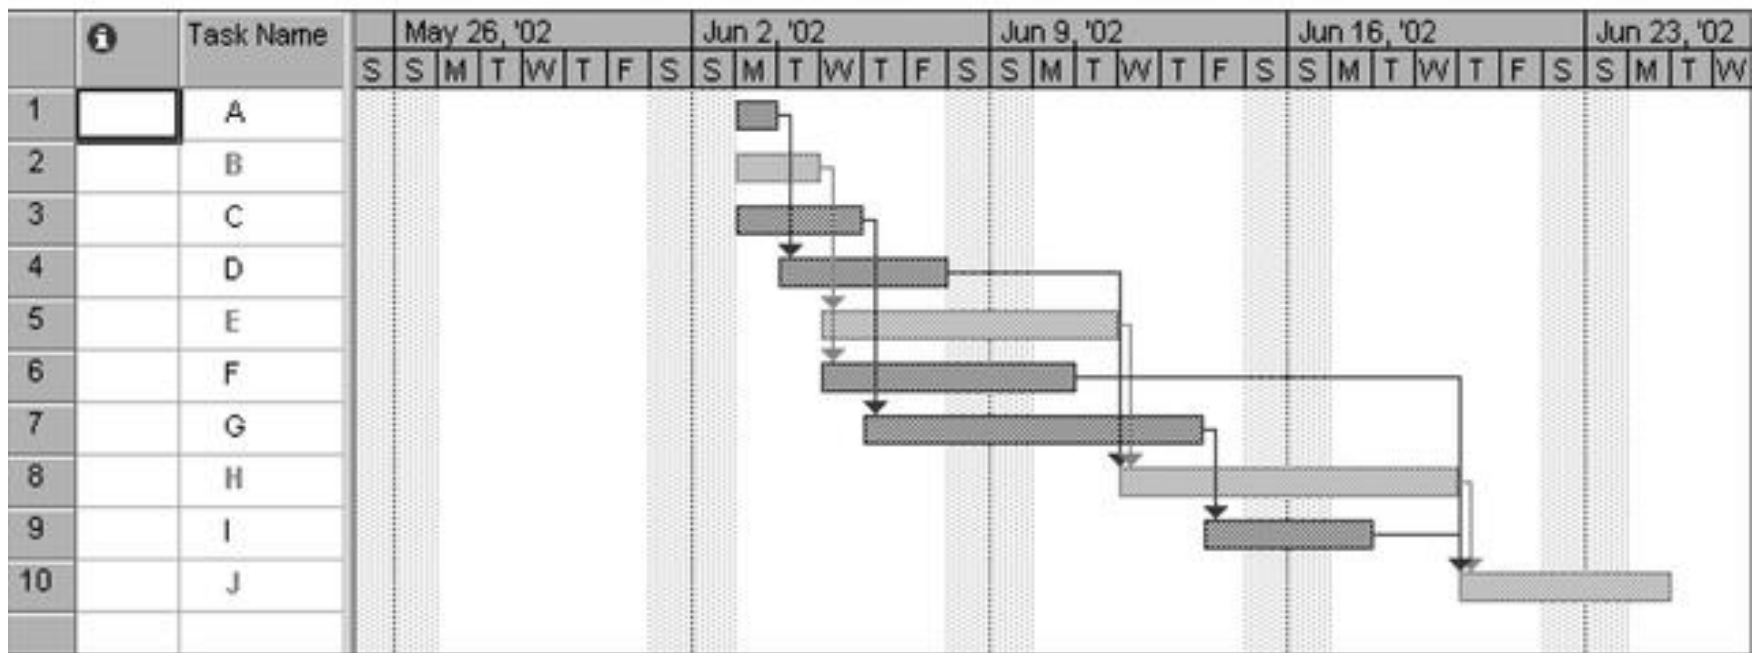 Task Name
May 26, '02
Jun 2, '02
Jun 9, '02
Jun 16, '02
Jun 23, '02
S S M T W T F S S M T W T F S S M T W T F S S M T W T F S S M T W
1 A
2 B
3 C
4 D
5 E
6 F
7 G
8 H
9 I
10 J